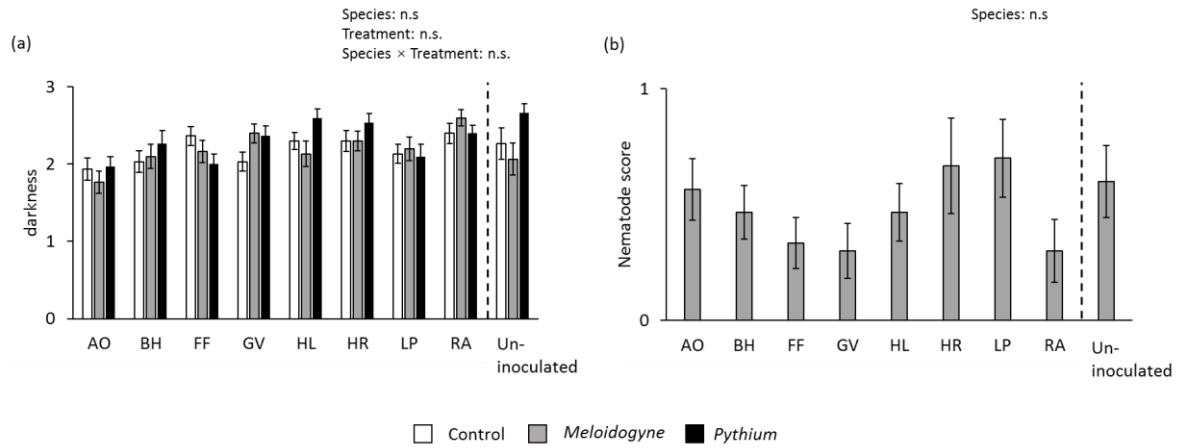 Species: n.s
Treatment: n.s.
Species × Treatment: n.s.
(a)
3
2
1
0
darkness
AO BH FF GV HL HR LP RA Un-
inoculated
Species: n.s
(b)
1
0
Nematode score
AO BH FF GV HL HR LP RA Un-
inoculated
Control Meloidogyne Pythium